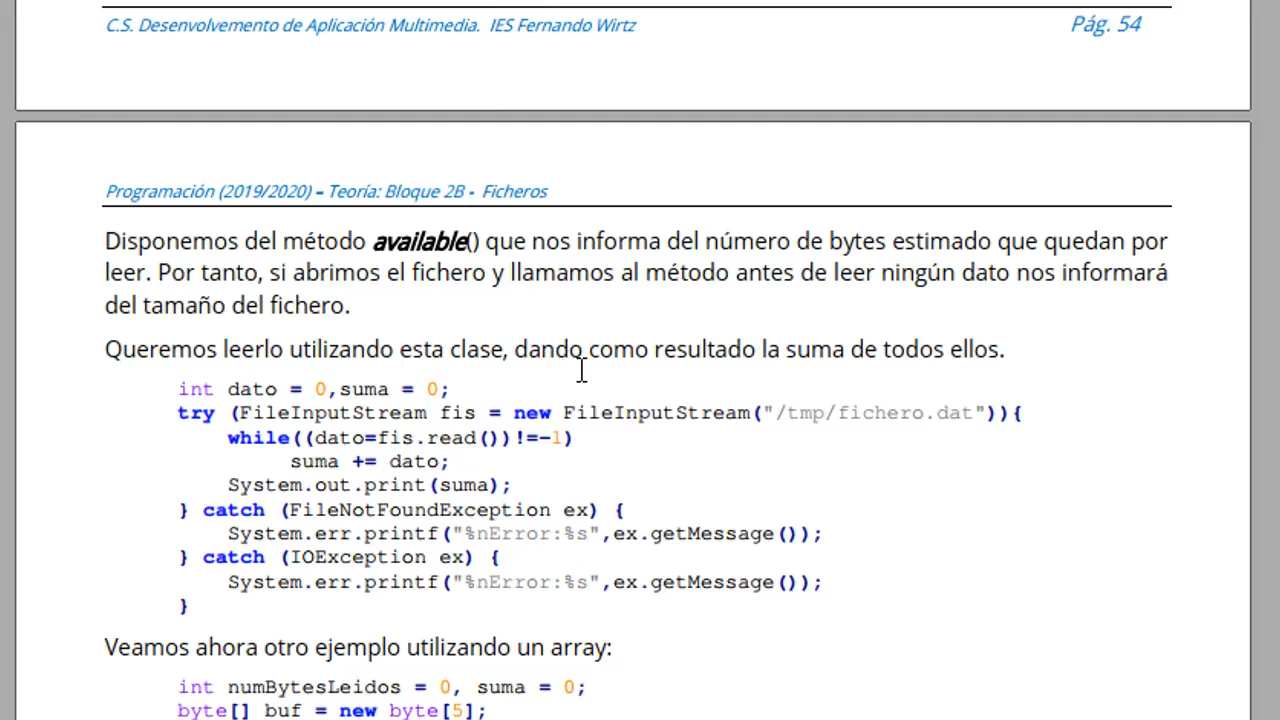 C.S. Desenvolvemento de Aplicación Multimedia. IES Fernando Wirtz Pág. 54
Programación (2019/2020) – Teoría: Bloque 2B - Ficheros
Disponemos del método available() que nos informa del número de bytes estimado que quedan por
leer. Por tanto, si abrimos el fichero y llamamos al método antes de leer ningún dato nos informará
del tamaño del fichero.
Queremos leerlo utilizando esta clase, dando como resultado la suma de todos ellos.
int dato = 0,suma = 0;
try (FileInputStream fis = new FileInputStream("/tmp/fichero.dat")){
while((dato=fis.read())!=-1)
suma += dato;
System.out.print(suma);
} catch (FileNotFoundException ex) {
System.err.printf("%nError:%s",ex.getMessage());
} catch (IOException ex) {
System.err.printf("%nError:%s",ex.getMessage());
}
Veamos ahora otro ejemplo utilizando un array:
int numBytesLeidos = 0, suma = 0;
byte[] buf = new byte[5];